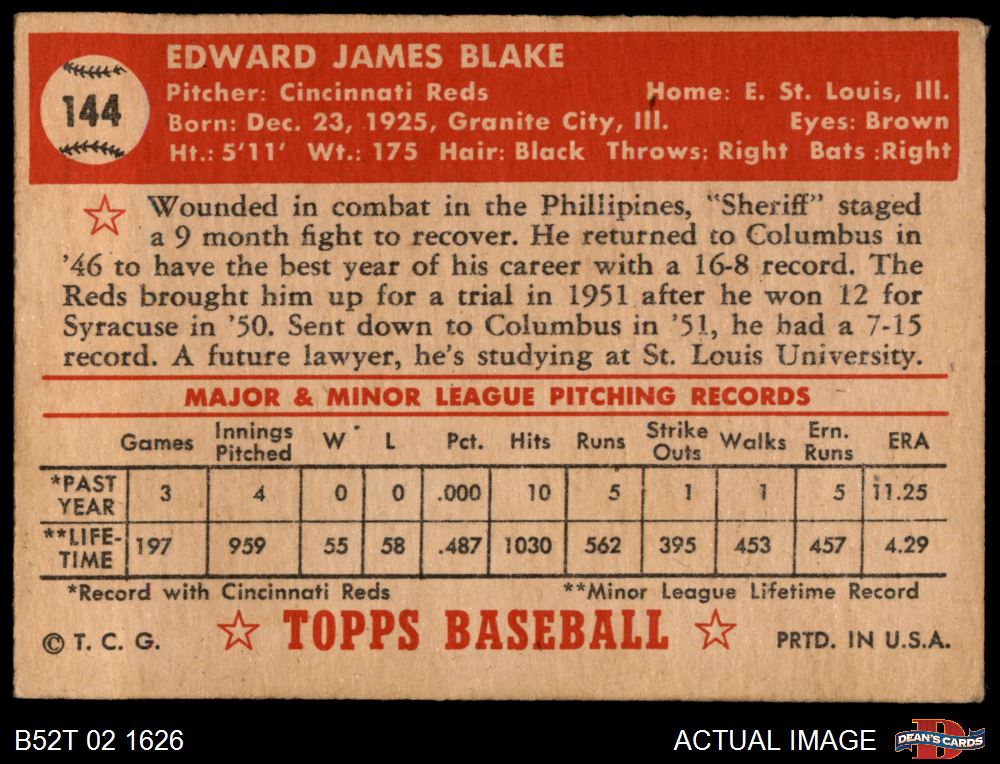 EDWARD JAMES BLAKE
144
Pitcher: Cincinnati Reds Home: E. St. Louis, Ill.
Born: Dec. 23, 1925, Granite City, Ill. Eyes: Brown
Ht.: 5'11' Wt.: 175 Hair: Black Throws: Right Bats :Right
Wounded in combat in the Phillipines, "Sheriff" staged
a 9 month fight to recover. He returned to Columbus in
'46 to have the best year of his career with a 16-8 record. The
Reds brought him up for a trial in 1951 after he won 12 for
Syracuse in '50. Sent down to Columbus in '51, he had a 7-15
record. A future lawyer, he's studying at St. Louis University.
MAJOR & MINOR LEAGUE PITCHING RECORDS
Games Innings Pitched W L Pct. Hits Runs Strike Outs Walks Ern. Runs ERA
*PAST YEAR 3 4 0 0 .000 10 5 1 1 5 11.25
**LIFE-TIME 197 959 55 58 .487 1030 562 395 453 457 4.29
*Record with Cincinnati Reds **Minor League Lifetime Record
© T. C. G. TOPPS BASEBALL PRTD. IN U.S.A.
B52T 02 1626 ACTUAL IMAGE DEAN'S CARDS